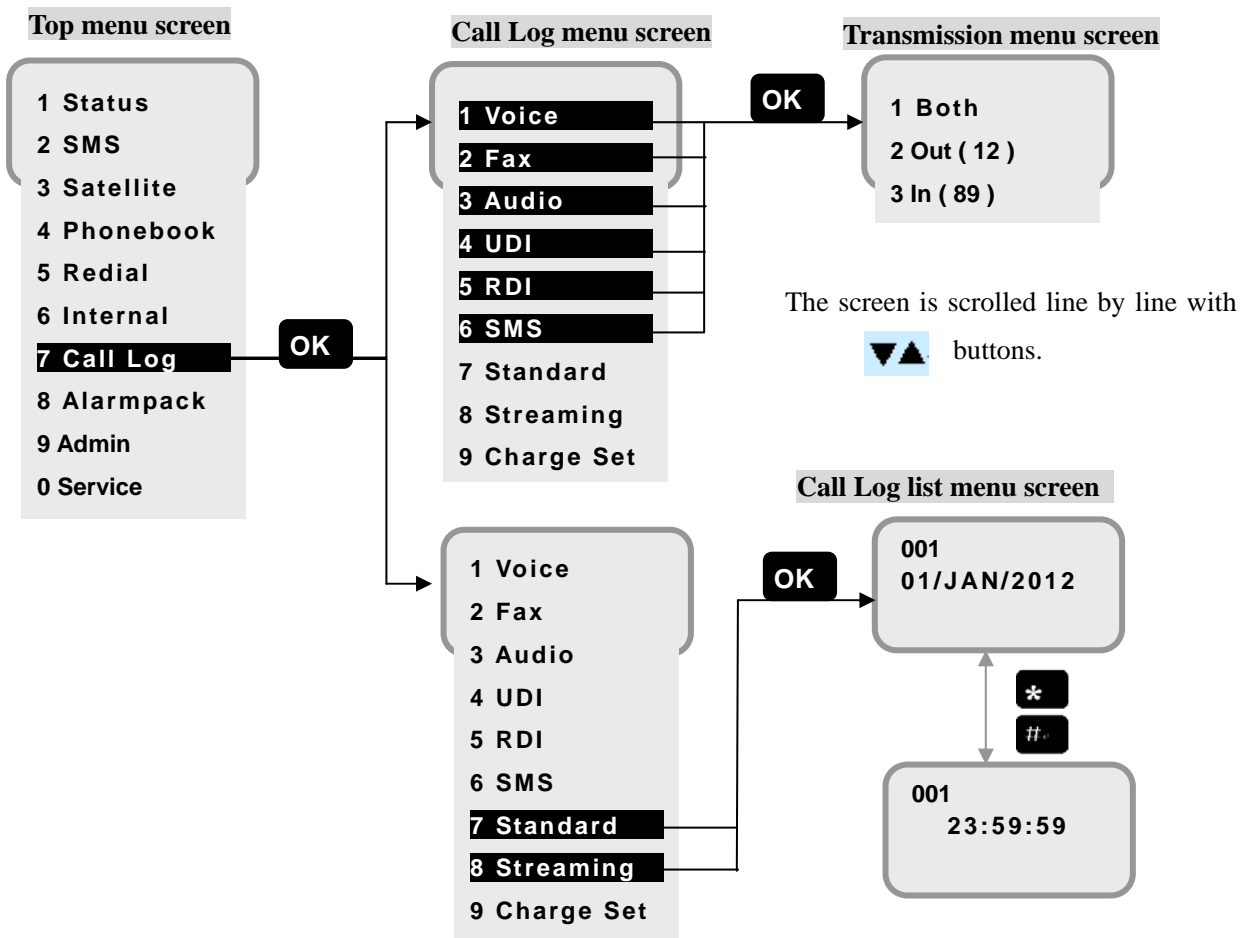 Top menu screen
1 Status
2 SMS
3 Satellite
4 Phonebook
5 Redial
6 Internal
7 Call Log
8 Alarmpack
9 Admin
0 Service
OK
Call Log menu screen
1 Voice
2 Fax
3 Audio
4 UDI
5 RDI
6 SMS
7 Standard
8 Streaming
9 Charge Set
OK
Transmission menu screen
1 Both
2 Out ( 12 )
3 In ( 89 )
The screen is scrolled line by line with
▼▲ buttons.
1 Voice
2 Fax
3 Audio
4 UDI
5 RDI
6 SMS
7 Standard
8 Streaming
9 Charge Set
OK
Call Log list menu screen
001
01/JAN/2012
*
#
001
23:59:59